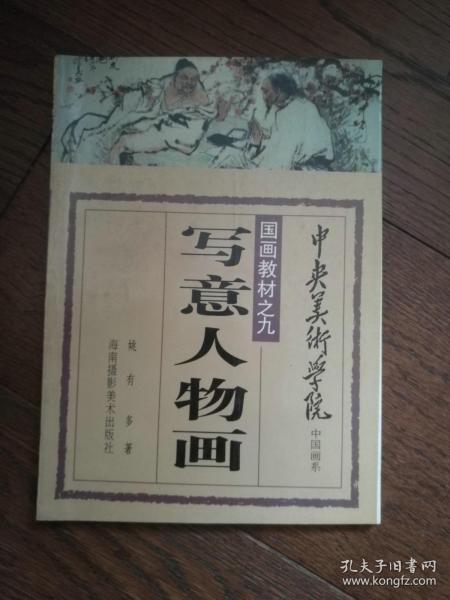 中央美術学院
中国画系
国画教材之九
写意人物画
姚有多著
海南摄影美术出版社
孔夫子旧书网
www.kongfz.com